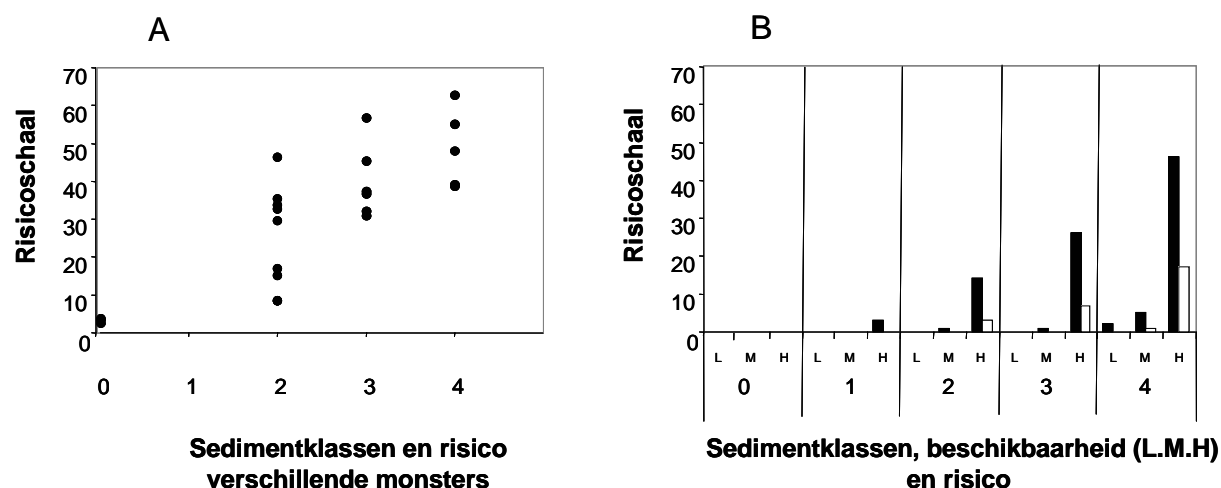 A
70
60
50
40
30
20
10
0
Risicoschaal
0 1 2 3 4
Sedimentklassen en risico
verschillende monsters
B
70
60
50
40
30
20
10
0
Risicoschaal
L M H L M H L M H L M H L M H
0 1 2 3 4
Sedimentklassen, beschikbaarheid (L.M.H)
en risico